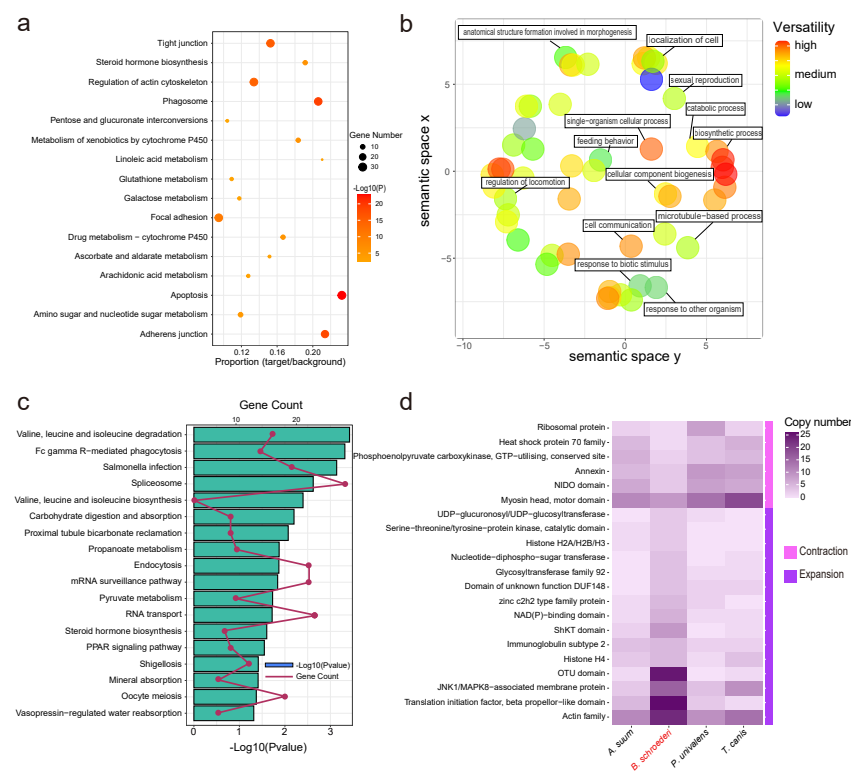 a
Tight junction
Steroid hormone biosynthesis
Regulation of actin cytoskeleton
Phagosome
Pentose and glucuronate interconversions
Metabolism of xenobiotics by cytochrome P450
Linoleic acid metabolism
Glutathione metabolism
Galactose metabolism
Focal adhesion
Drug metabolism − cytochrome P450
Ascorbate and aldarate metabolism
Arachidonic acid metabolism
Apoptosis
Amino sugar and nucleotide sugar metabolism
Adherens junction
0.12 0.16 0.20
Proportion (target/background)
Gene Number
10
20
30
-Log10(P)
20
15
10
5
b
anatomical structure formation involved in morphogenesis
localization of cell
sexual reproduction
catabolic process
single-organism cellular process
biosynthetic process
feeding behavior
cellular component biogenesis
regulation of locomotion
microtubule-based process
cell communication
response to biotic stimulus
response to other organism
semantic space x
5
0
−5
−10 −5 0 5
semantic space y
Versatility
high
medium
low
c
Gene Count
10 20
Valine, leucine and isoleucine degradation
Fc gamma R−mediated phagocytosis
Salmonella infection
Spliceosome
Valine, leucine and isoleucine biosynthesis
Carbohydrate digestion and absorption
Proximal tubule bicarbonate reclamation
Propanoate metabolism
Endocytosis
mRNA surveillance pathway
Pyruvate metabolism
RNA transport
Steroid hormone biosynthesis
PPAR signaling pathway
Shigellosis
Mineral absorption
Oocyte meiosis
Vasopressin−regulated water reabsorption
-Log10(Pvalue)
Gene Count
0 1 2 3
-Log10(Pvalue)
d
Ribosomal protein
Heat shock protein 70 family
Phosphoenolpyruvate carboxykinase, GTP−utilising, conserved site
Annexin
NIDO domain
Myosin head, motor domain
UDP−glucuronosyl/UDP−glucosyltransferase
Serine−threonine/tyrosine−protein kinase, catalytic domain
Histone H2A/H2B/H3
Nucleotide−diphospho−sugar transferase
Glycosyltransferase family 92
Domain of unknown function DUF148
zinc c2h2 type family protein
NAD(P)−binding domain
ShKT domain
Immunoglobulin subtype 2
Histone H4
OTU domain
JNK1/MAPK8−associated membrane protein
Translation initiation factor, beta propellor−like domain
Actin family
A. suum
B. schroederi
P. univalens
T. canis
Copy number
25
20
15
10
5
0
Contraction
Expansion